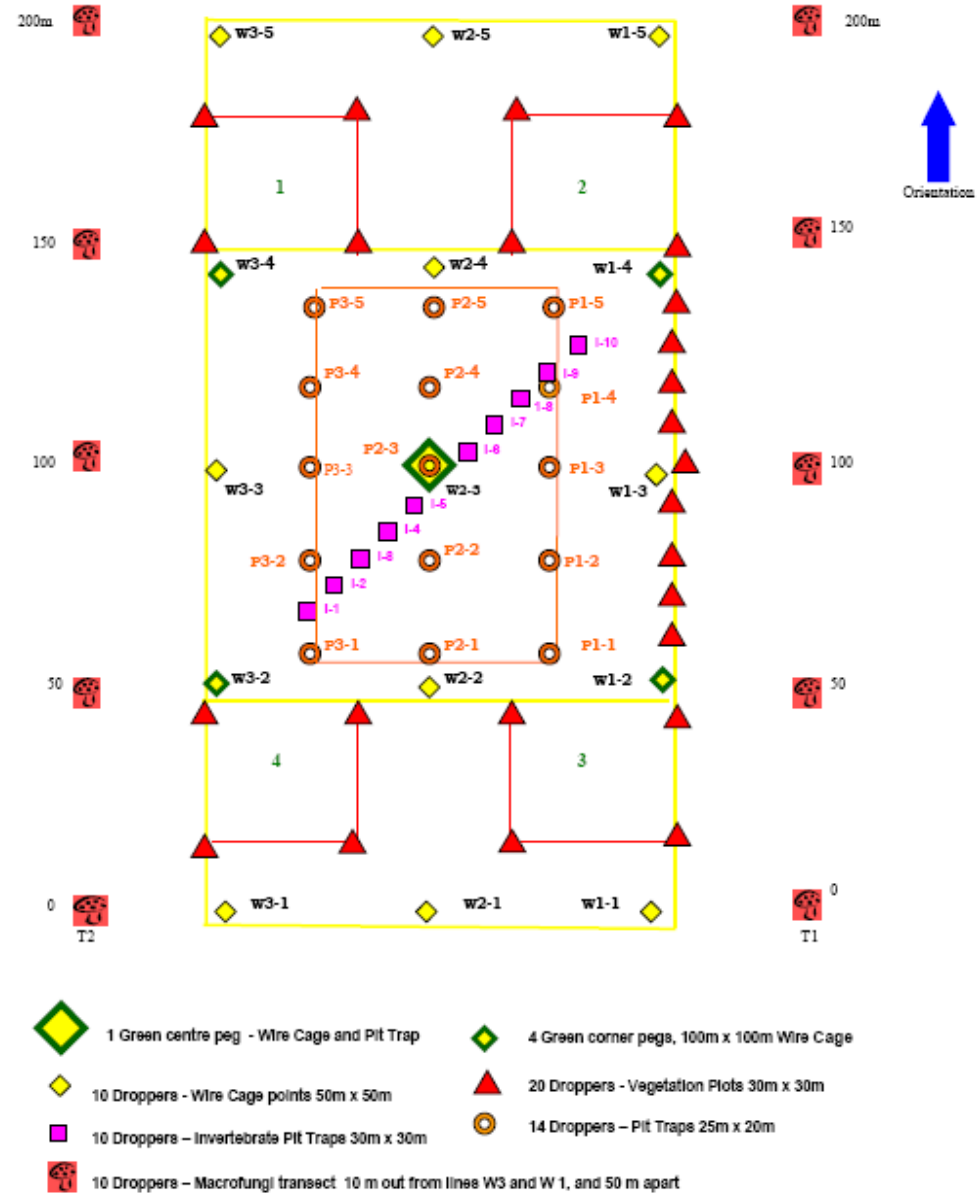 200m
W3-5 W2-5 W1-5
200m
1 2
Orientation
150
W3-4 W2-4 W1-4
150
P3-5 P2-5 P1-5
I-10
I-9
P3-4 P2-4 P1-4
1-8
I-7
P2-3 I-6
100
W3-3 P3-3 W2-3 P1-3 W1-3
100
I-5
I-4
P3-2 I-3 P2-2 P1-2
I-2
I-1
P3-1 P2-1 P1-1
50
W3-2 W2-2 W1-2
50
4 3
0
W3-1 W2-1 W1-1
0
T2
T1
1 Green centre peg - Wire Cage and Pit Trap
4 Green corner pegs, 100m x 100m Wire Cage
10 Droppers - Wire Cage points 50m x 50m
20 Droppers - Vegetation Plots 30m x 30m
10 Droppers – Invertebrate Pit Traps 30m x 30m
14 Droppers – Pit Traps 25m x 20m
10 Droppers – Macrofungi transect 10 m out from lines W3 and W 1, and 50 m apart